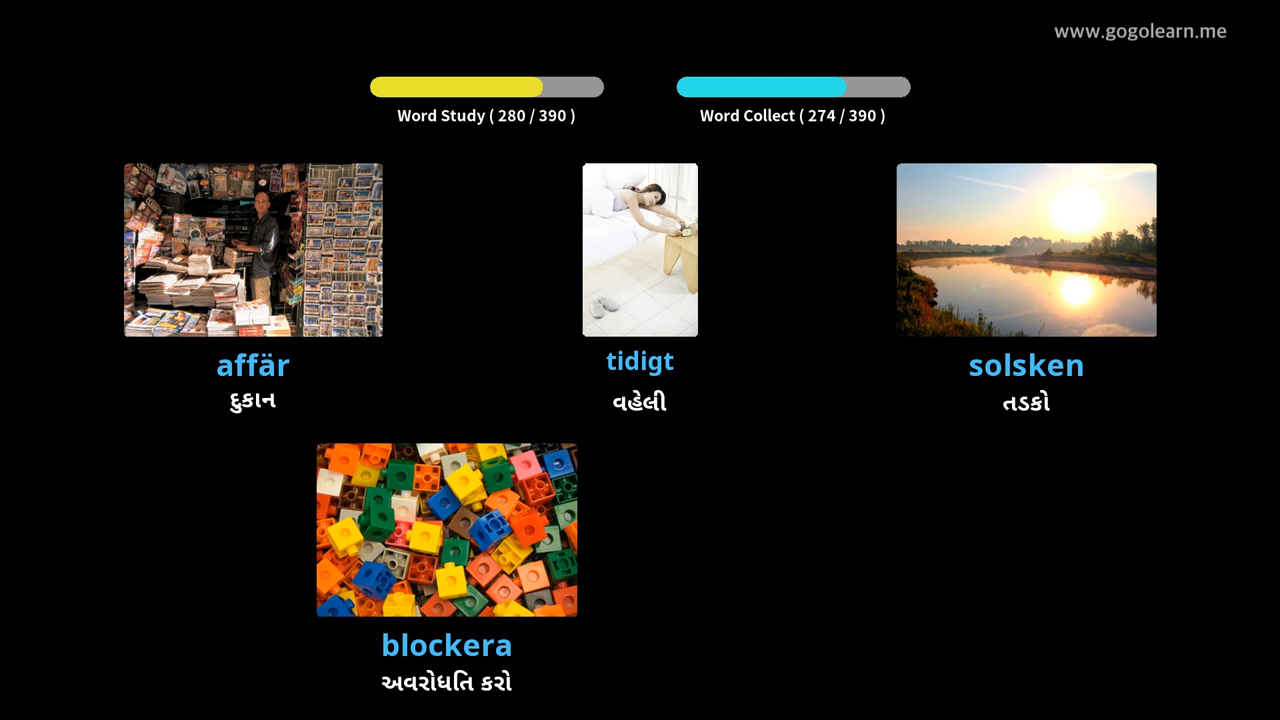 www.gogolearn.me
Word Study ( 280 / 390 )
Word Collect ( 274 / 390 )
affär
દુકાન
tidigt
વહેલી
solsken
તડકો
blockera
અવરોધતિ કરો